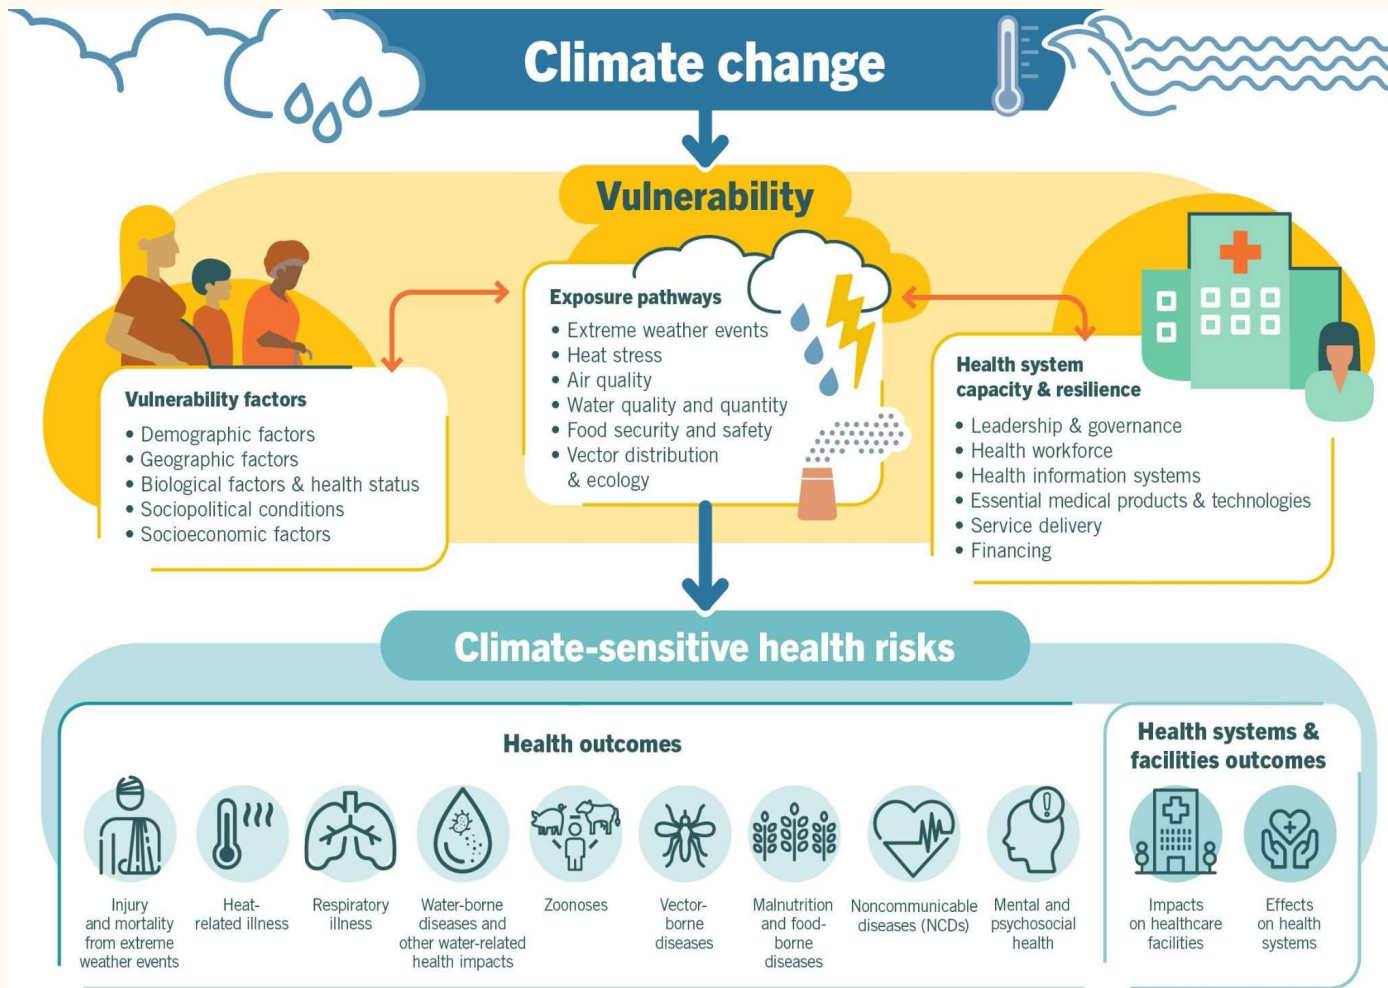 Climate change
Vulnerability
Vulnerability factors
• Demographic factors
• Geographic factors
• Biological factors & health status
• Sociopolitical conditions
• Socioeconomic factors
Exposure pathways
• Extreme weather events
• Heat stress
• Air quality
• Water quality and quantity
• Food security and safety
• Vector distribution
& ecology
Health system
capacity & resilience
• Leadership & governance
• Health workforce
• Health information systems
• Essential medical products & technologies
• Service delivery
• Financing
Climate-sensitive health risks
Health outcomes
Injury
and mortality
from extreme
weather events
Heat-
related illness
Respiratory
illness
Water-borne
diseases and
other water-related
health impacts
Zoonoses
Vector-
borne
diseases
Malnutrition
and food-
borne
diseases
Noncommunicable
diseases (NCDs)
Mental and
psychosocial
health
Health systems &
facilities outcomes
Impacts
on healthcare
facilities
Effects
on health
systems